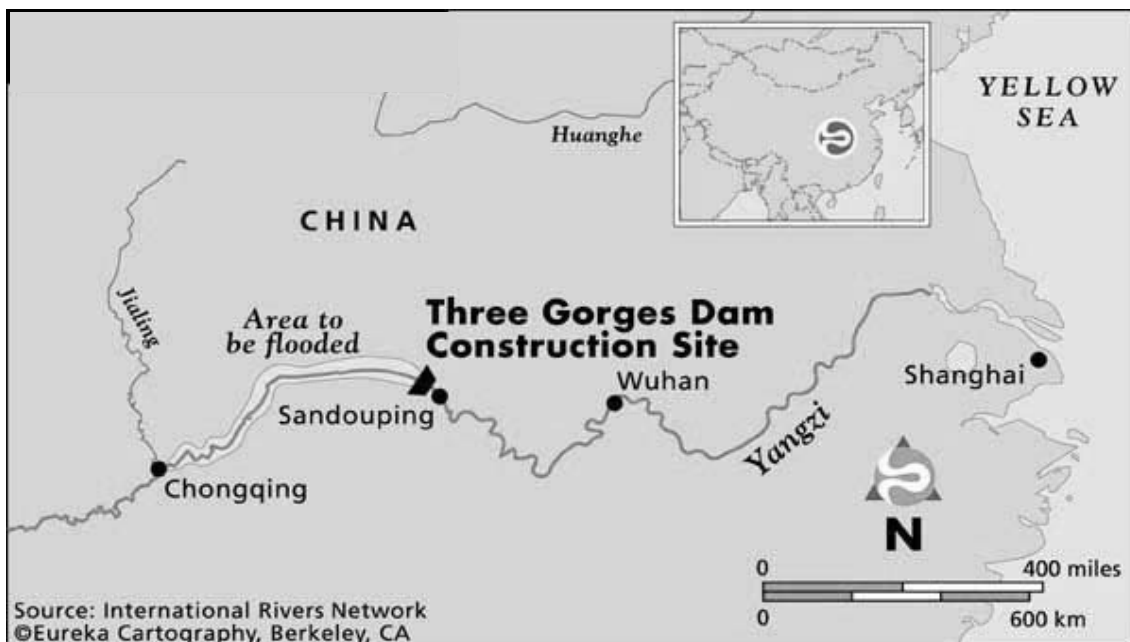 YELLOW
SEA
Huanghe
CHINA
Jialing
Area to
be flooded
Three Gorges Dam
Construction Site
Wuhan
Shanghai
Sandouping
Yangzi
Chongqing
N
0 400 miles
0 600 km
Source: International Rivers Network
©Eureka Cartography, Berkeley, CA